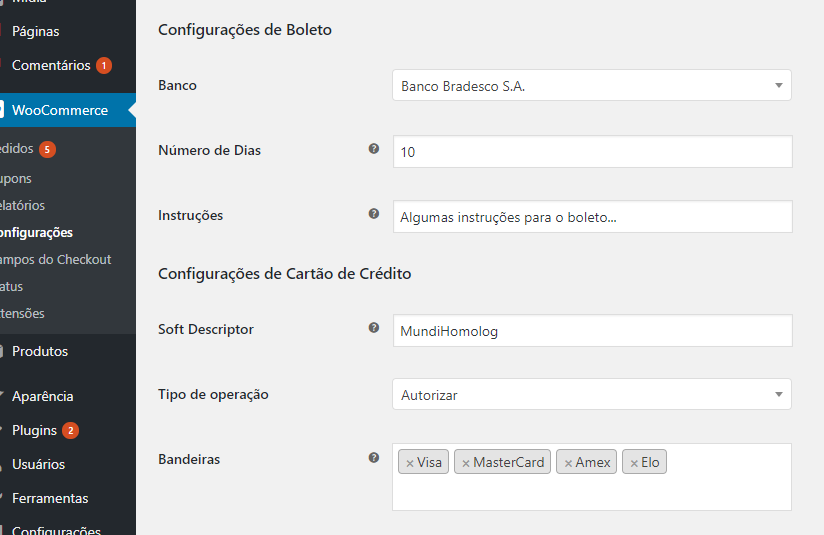 Mídia
Páginas
Comentários 1
WooCommerce
edidos 5
upons
elatórios
onfigurações
ampos do Checkout
atus
tensões
Produtos
Aparência
Plugins 2
Usuários
Ferramentas
Configurações
Configurações de Boleto
Banco
Banco Bradesco S.A.
Número de Dias
10
Instruções
Algumas instruções para o boleto...
Configurações de Cartão de Crédito
Soft Descriptor
MundiHomolog
Tipo de operação
Autorizar
Bandeiras
× Visa × MasterCard × Amex × Elo